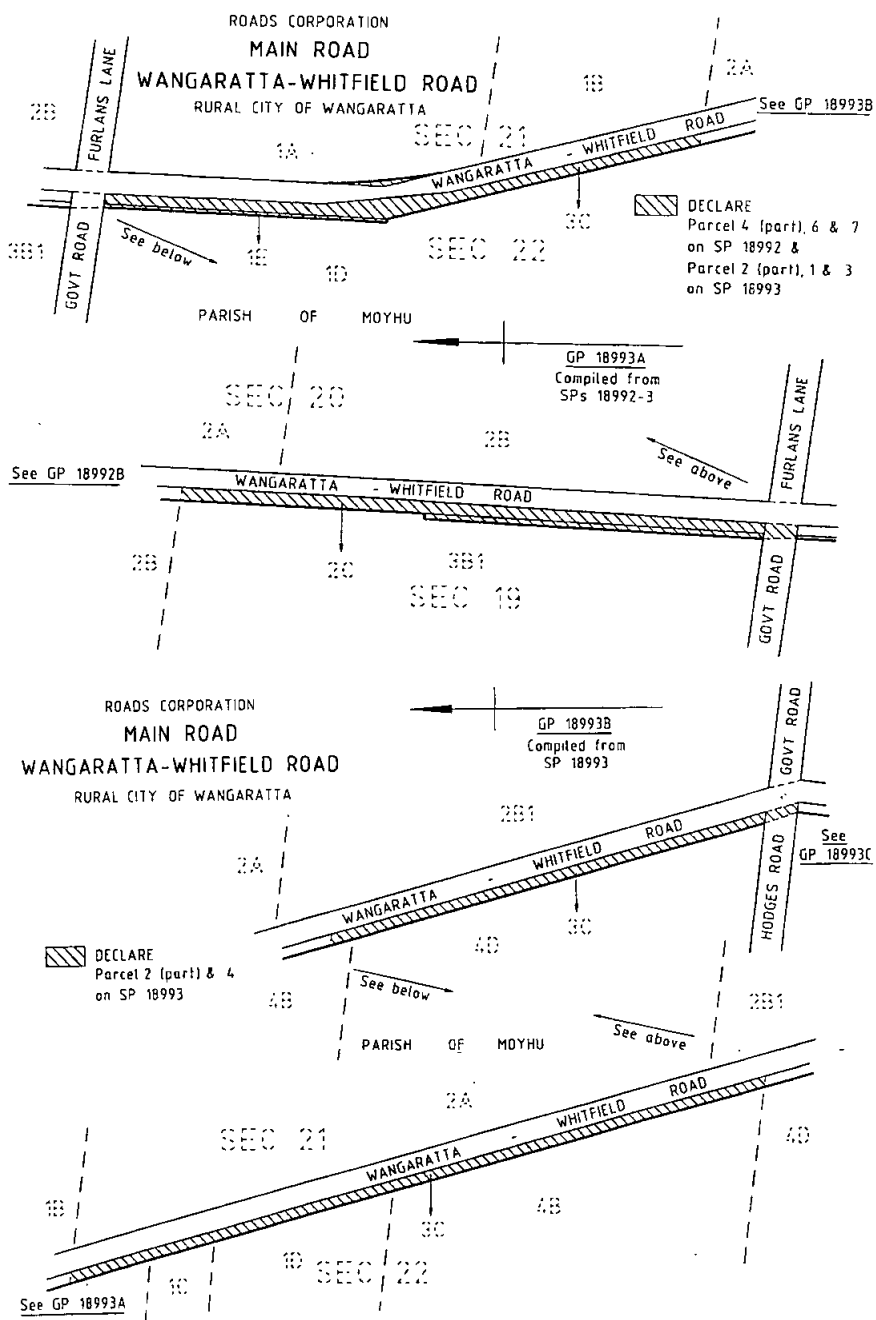 ROADS CORPORATION
MAIN ROAD
WANGARATTA-WHITFIELD ROAD
RURAL CITY OF WANGARATTA
FURLANS LANE
2B
1A
SEC 21
1B
2A
See GP 18993B
WANGARATTA - WHITFIELD ROAD
3C
DECLARE
Parcel 4 (part), 6 & 7
on SP 18992 &
Parcel 2 (part), 1 & 3
on SP 18993
3B1
GOVT ROAD
See below
1E
1D
SEC 22
PARISH OF MOYHU
GP 18993A
Compiled from
SPs 18992-3
SEC 20
2A
2B
See above
FURLANS LANE
See GP 18992B
WANGARATTA - WHITFIELD ROAD
2B
2C
3B1
SEC 19
GOVT ROAD
ROADS CORPORATION
MAIN ROAD
WANGARATTA-WHITFIELD ROAD
RURAL CITY OF WANGARATTA
GP 18993B
Compiled from
SP 18993
GOVT ROAD
2B1
2A
WANGARATTA - WHITFIELD ROAD
See
GP 18993C
HODGES ROAD
3C
4D
DECLARE
Parcel 2 (part) & 4
on SP 18993
4B
See below
2B1
See above
PARISH OF MOYHU
2A
SEC 21
WANGARATTA - WHITFIELD ROAD
4D
1B
3C
4B
1D
SEC 22
1C
See GP 18993A